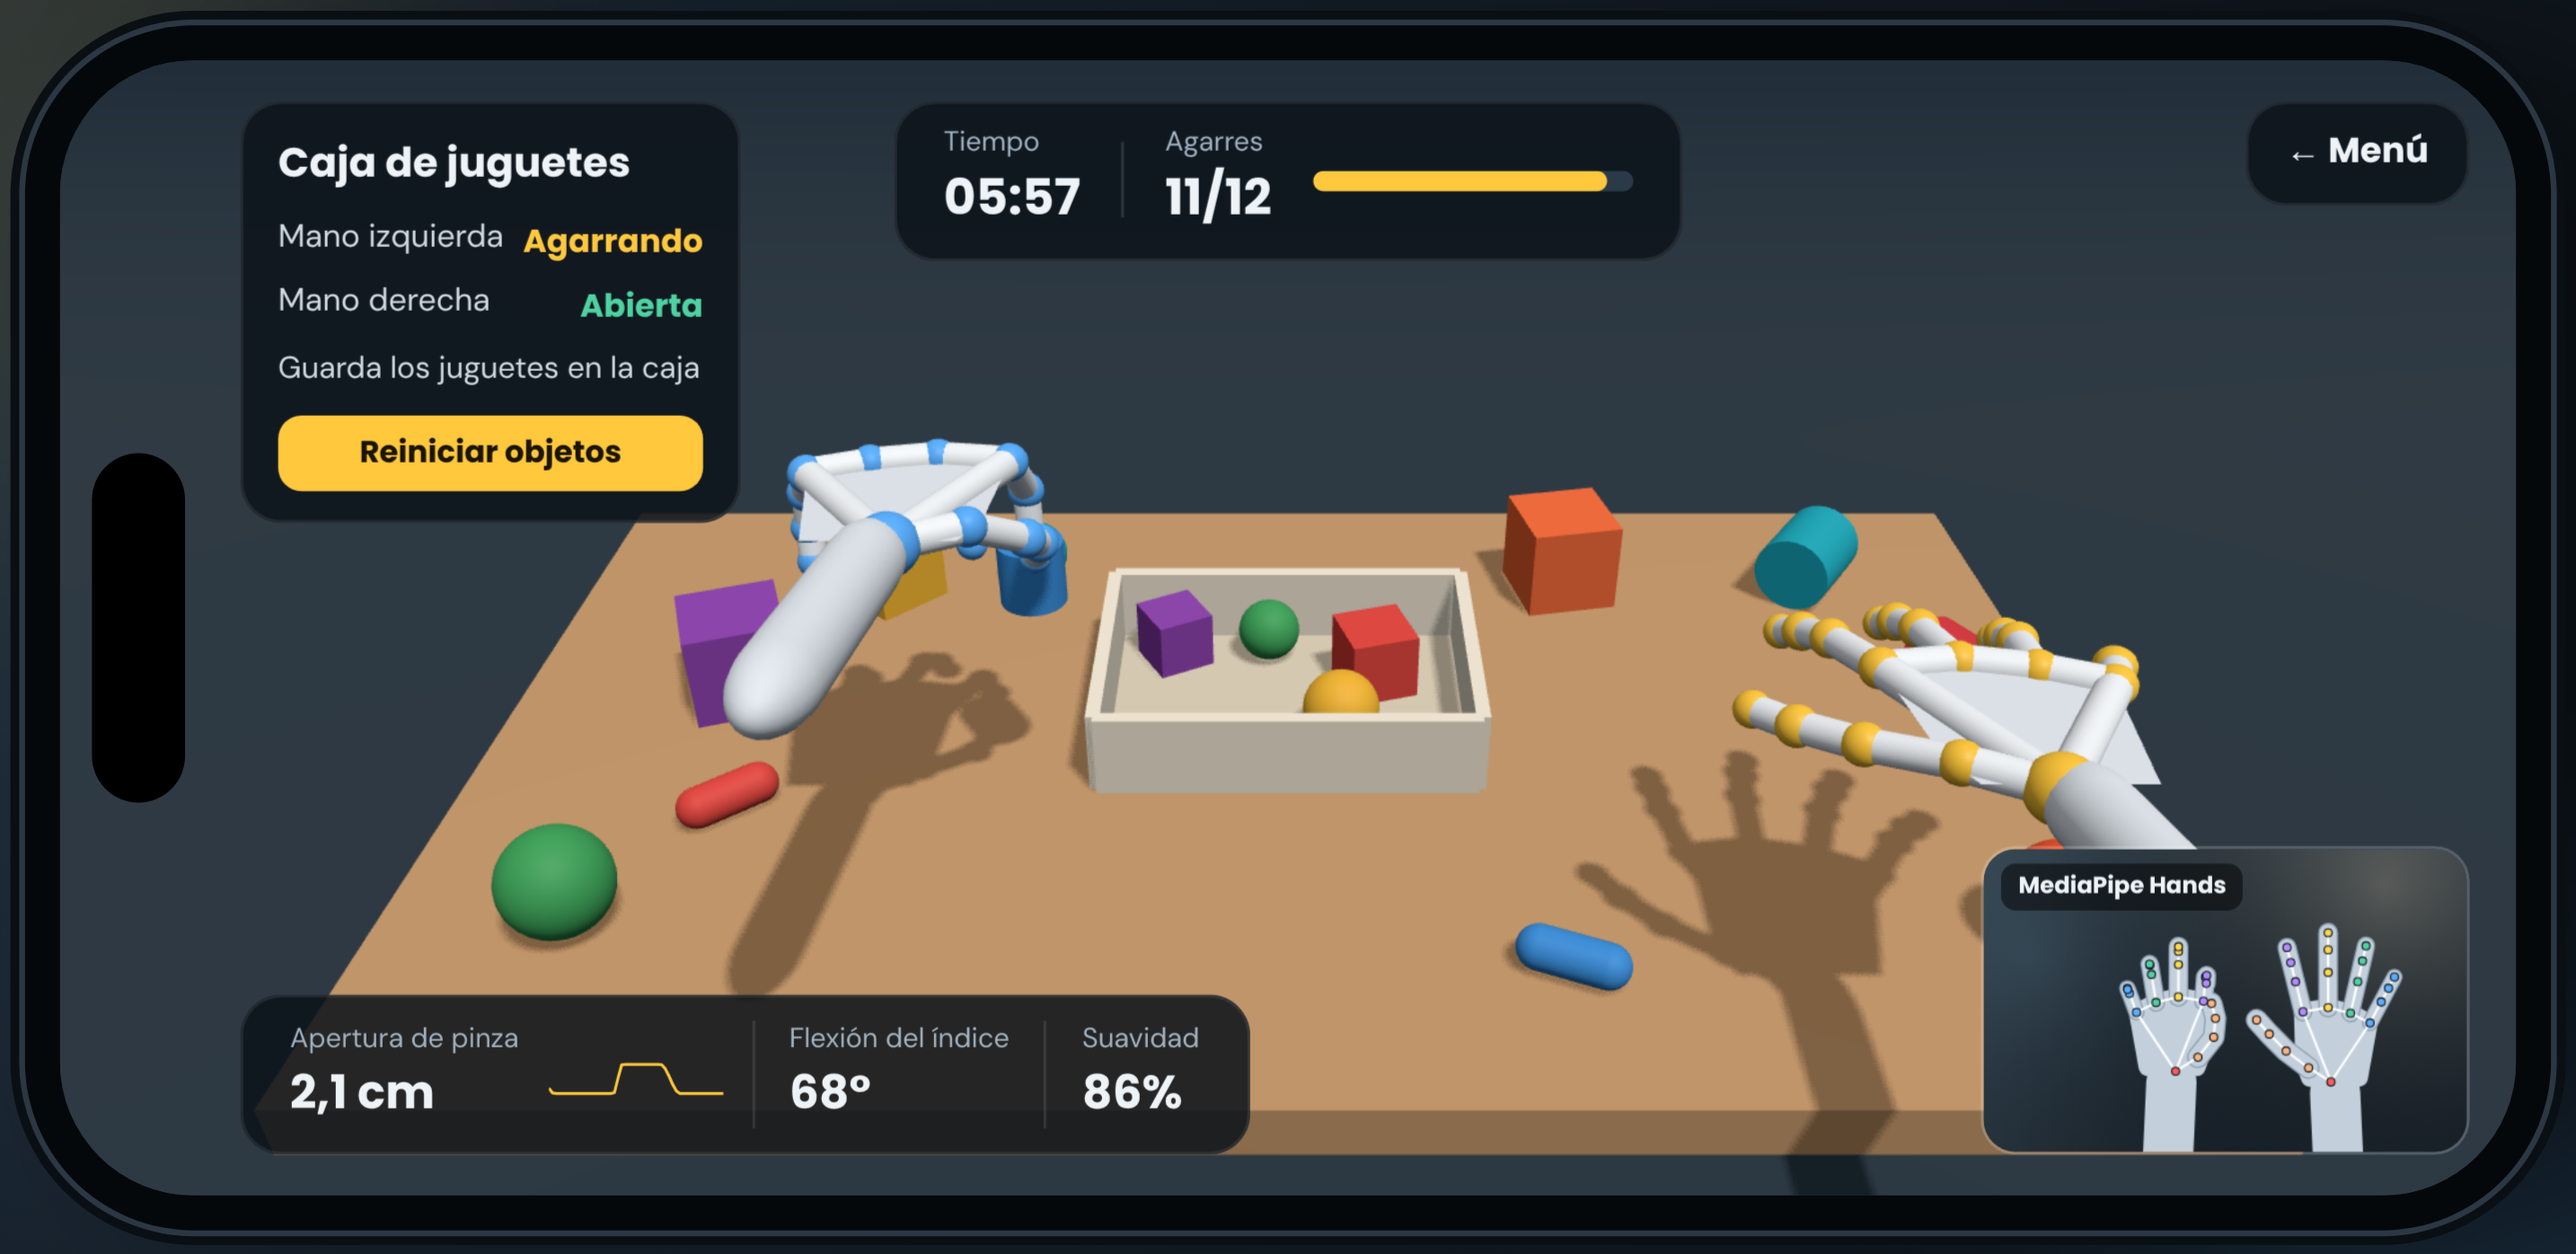 Caja de juguetes
Mano izquierda Agarrando
Mano derecha Abierta
Guarda los juguetes en la caja
Reiniciar objetos
Tiempo
05:57
Agarres
11/12
← Menú
MediaPipe Hands
Apertura de pinza
2,1 cm
Flexión del índice
68°
Suavidad
86%